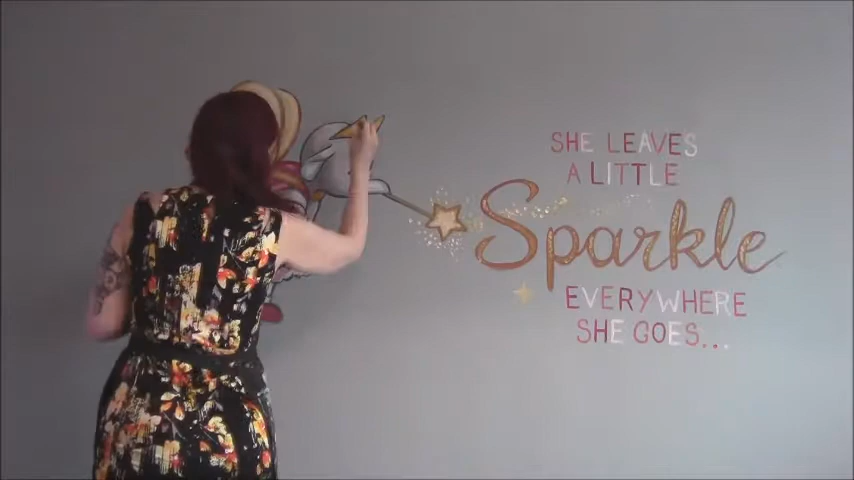 SHE LEAVES
A LITTLE
Sparkle
EVERYWHERE
SHE GOES...